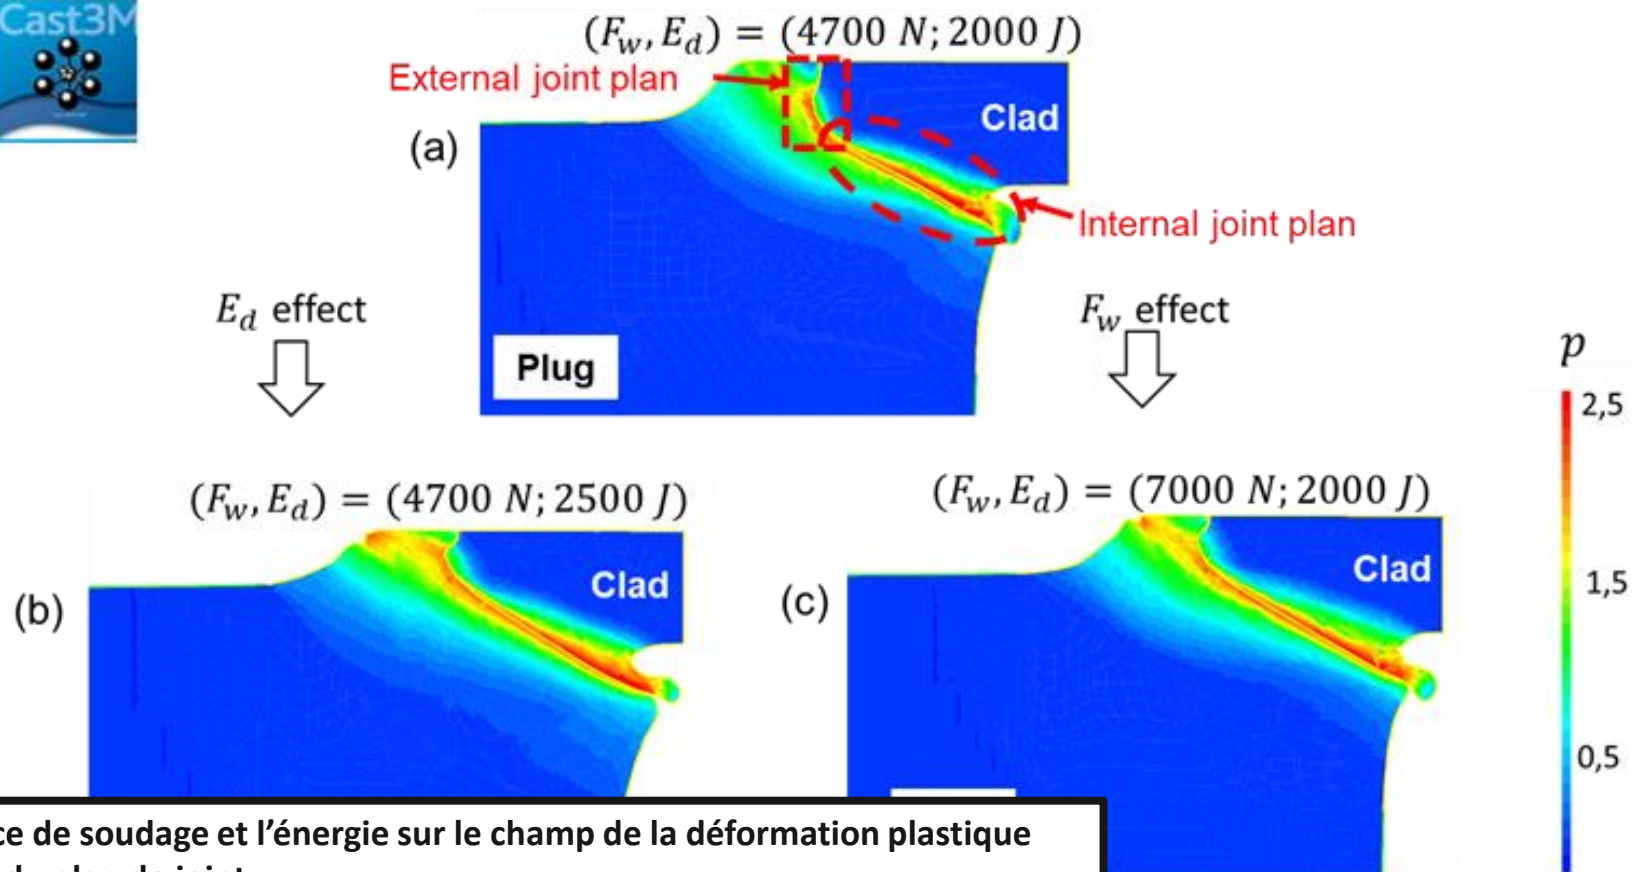 Cast3M
(F_w, E_d) = (4700 N; 2000 J)
External joint plan
Clad
(a)
Internal joint plan
E_d effect
F_w effect
Plug
p
2,5
(F_w, E_d) = (4700 N; 2500 J)
(F_w, E_d) = (7000 N; 2000 J)
Clad
Clad
(b)
(c)
1,5
0,5
ce de soudage et l’énergie sur le champ de la déformation plastique